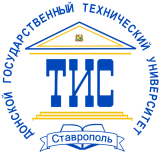 ДОНСКОЙ ГОСУДАРСТВЕННЫЙ ТЕХНИЧЕСКИЙ УНИВЕРСИТЕТ
ТИС
Ставрополь